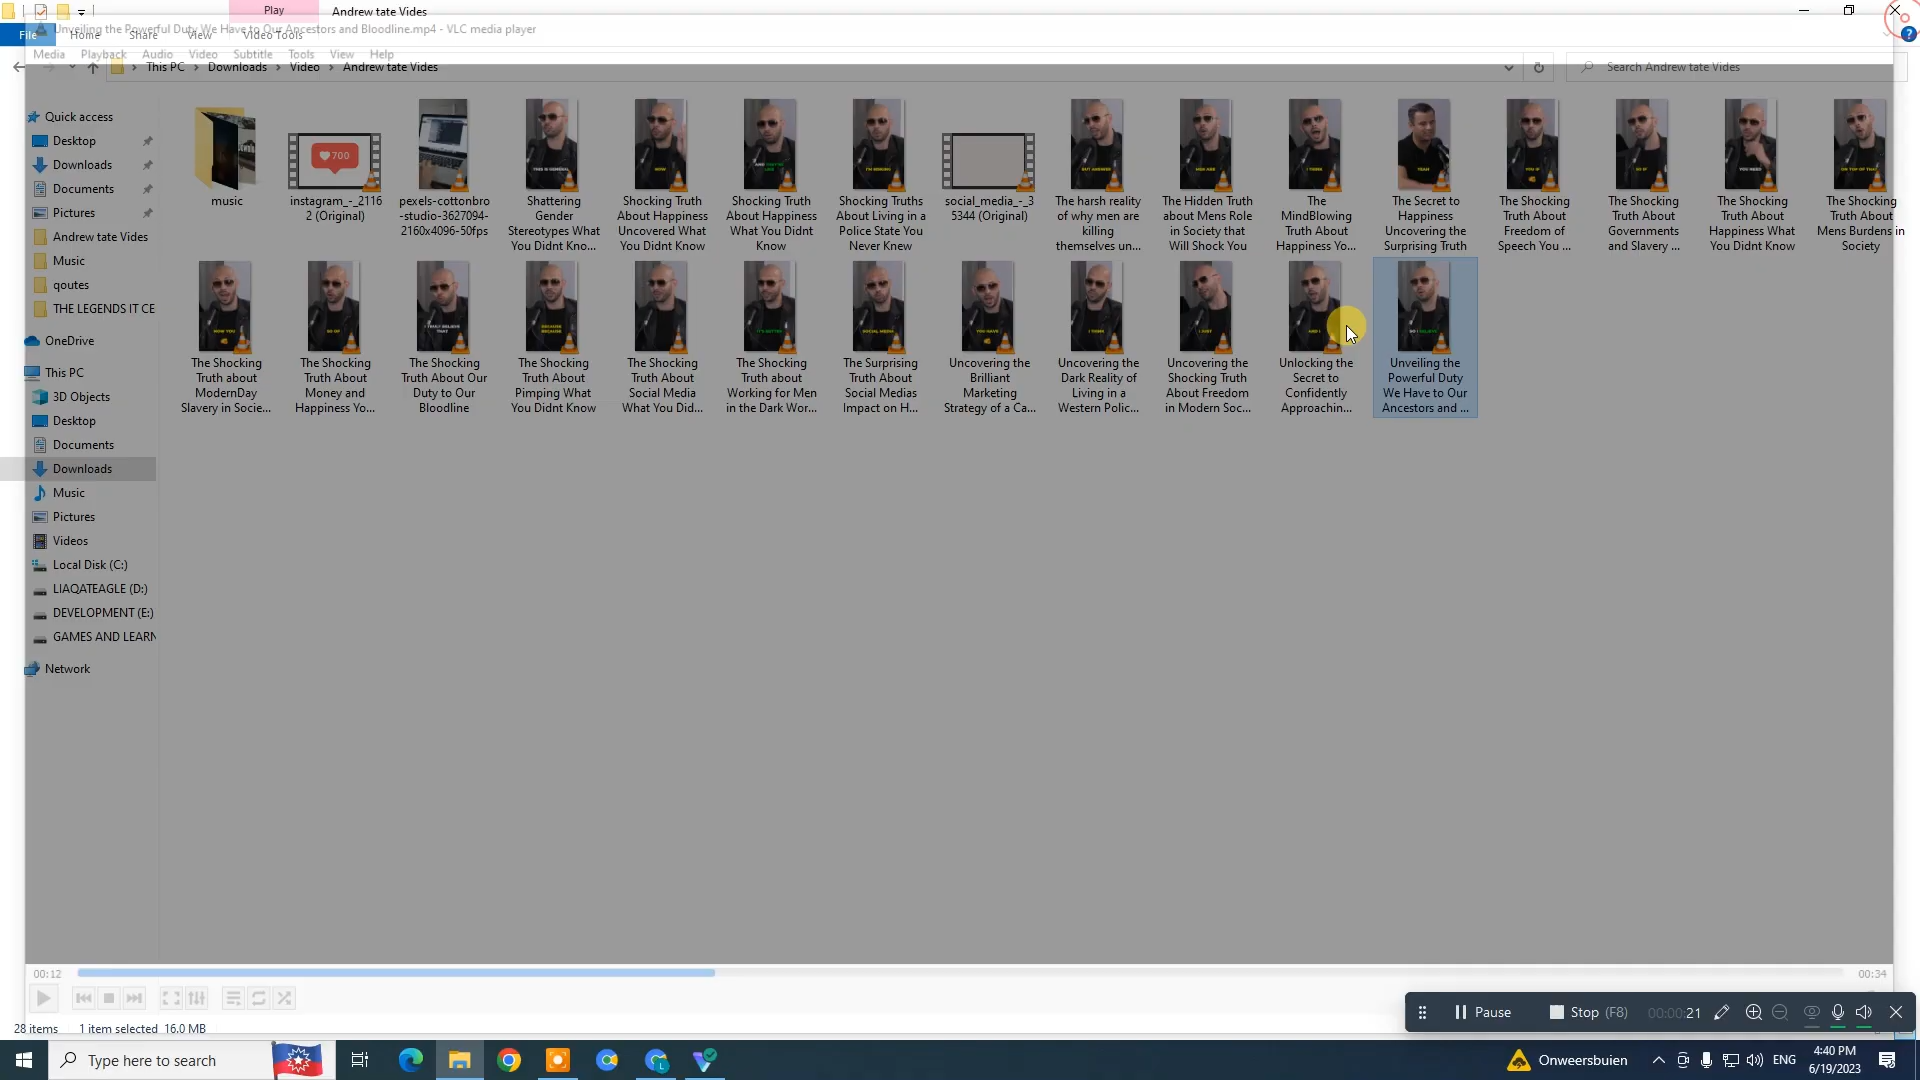 Play
Andrew tate Vides
Unveiling the Powerful Duty We Have to Our Ancestors and Bloodline.mp4 - VLC media player
File
Home
Share
View
Video Tools
Media
Playback
Audio
Video
Subtitle
Tools
View
Help
This PC
Downloads
Video
Andrew tate Vides
Search Andrew tate Vides
Quick access
Desktop
Downloads
Documents
Pictures
Andrew tate Vides
Music
qoutes
THE LEGENDS IT CE
OneDrive
This PC
3D Objects
Desktop
Documents
Downloads
Music
Pictures
Videos
Local Disk (C:)
LIAQATEAGLE (D:)
DEVELOPMENT (E:)
GAMES AND LEARN
Network
music
700
instagram_-_2116
2 (Original)
pexels-cottonbro
-studio-3627094-
2160x4096-50fps
Shattering
Gender
Stereotypes What
You Didnt Kno...
Shocking Truth
About Happiness
Uncovered What
You Didnt Know
Shocking Truth
About Happiness
What You Didnt
Know
Shocking Truths
About Living in a
Police State You
Never Knew
social_media_-_3
5344 (Original)
The harsh reality
of why men are
killing
themselves un...
The Hidden Truth
about Mens Role
in Society that
Will Shock You
The
MindBlowing
Truth About
Happiness Yo...
The Secret to
Happiness
Uncovering the
Surprising Truth
The Shocking
Truth About
Freedom of
Speech You ...
The Shocking
Truth About
Governments
and Slavery ...
The Shocking
Truth About
Happiness What
You Didnt Know
The Shocking
Truth About
Mens Burdens in
Society
The Shocking
Truth about
ModernDay
Slavery in Socie...
The Shocking
Truth About
Money and
Happiness Yo...
The Shocking
Truth About Our
Duty to Our
Bloodline
The Shocking
Truth About
Pimping What
You Didnt Know
The Shocking
Truth About
Social Media
What You Did...
The Shocking
Truth about
Working for Men
in the Dark Wor...
The Surprising
Truth About
Social Medias
Impact on H...
Uncovering the
Brilliant
Marketing
Strategy of a Ca...
Uncovering the
Dark Reality of
Living in a
Western Polic...
Uncovering the
Shocking Truth
About Freedom
in Modern Soc...
Unlocking the
Secret to
Confidently
Approachin...
Unveiling the
Powerful Duty
We Have to Our
Ancestors and ...
00:12
00:34
28 items
1 item selected 16.0 MB
Pause
Stop (F8)
00:00:21
Type here to search
Onweersbuien
ENG
4:40 PM
6/19/2023